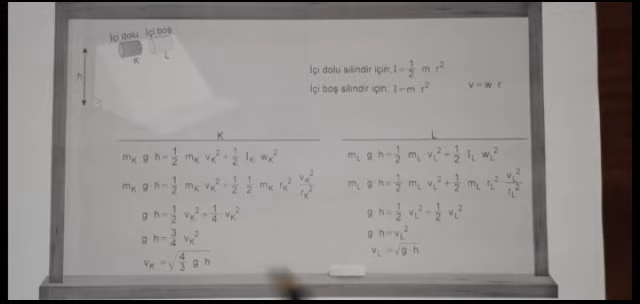 İçi dolu İçi boş
K L
h
İçi dolu silindir için; I=1/2 m·r²
İçi boş silindir için; I=m·r² v=w·r
K
m_K·g·h=1/2 m_K·v_K²+1/2 I_K·w_K²
m_K·g·h=1/2 m_K·v_K²+1/2·1/2 m_K·r_K²·v_K²/r_K²
g·h=1/2 v_K²+1/4·v_K²
g·h=3/4 v_K²
v_K=√(4/3 g·h)
L
m_L·g·h=1/2 m_L·v_L²+1/2 I_L·w_L²
m_L·g·h=1/2 m_L·v_L²+1/2 m_L·r_L²·v_L²/r_L²
g·h=1/2 v_L²+1/2 v_L²
g·h=v_L²
v_L=√(g·h)